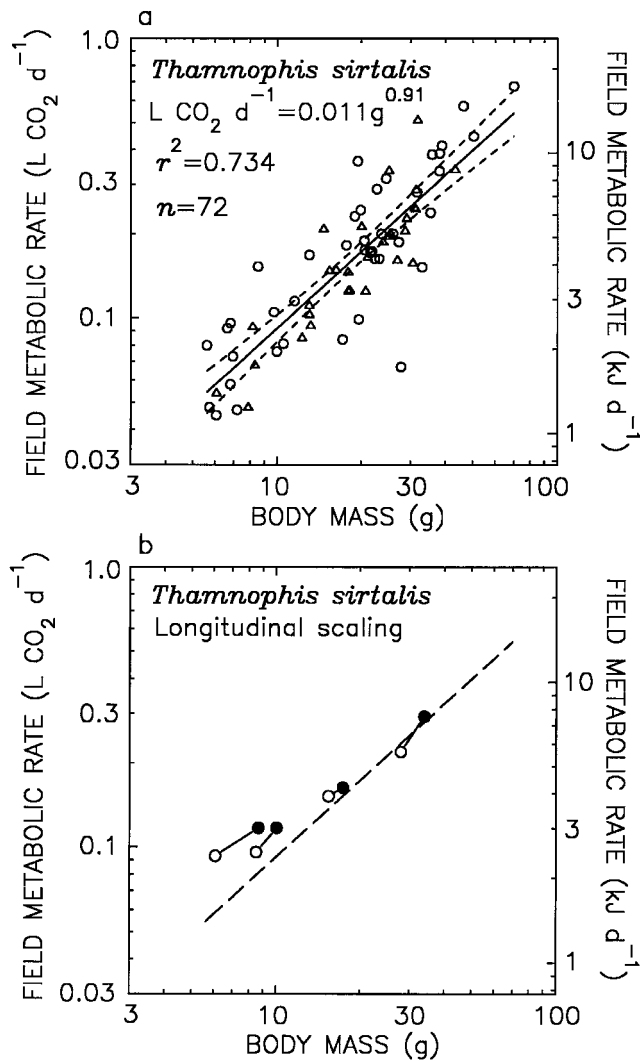 a
1.0
0.3
0.1
0.03
FIELD METABOLIC RATE (L CO₂ d⁻¹)
Thamnophis sirtalis
L CO₂ d⁻¹=0.011g⁰·⁹¹
r²=0.734
n=72
10
3
1
FIELD METABOLIC RATE (kJ d⁻¹)
3
10
30
100
BODY MASS (g)
b
1.0
0.3
0.1
0.03
FIELD METABOLIC RATE (L CO₂ d⁻¹)
Thamnophis sirtalis
Longitudinal scaling
10
3
1
FIELD METABOLIC RATE (kJ d⁻¹)
3
10
30
100
BODY MASS (g)